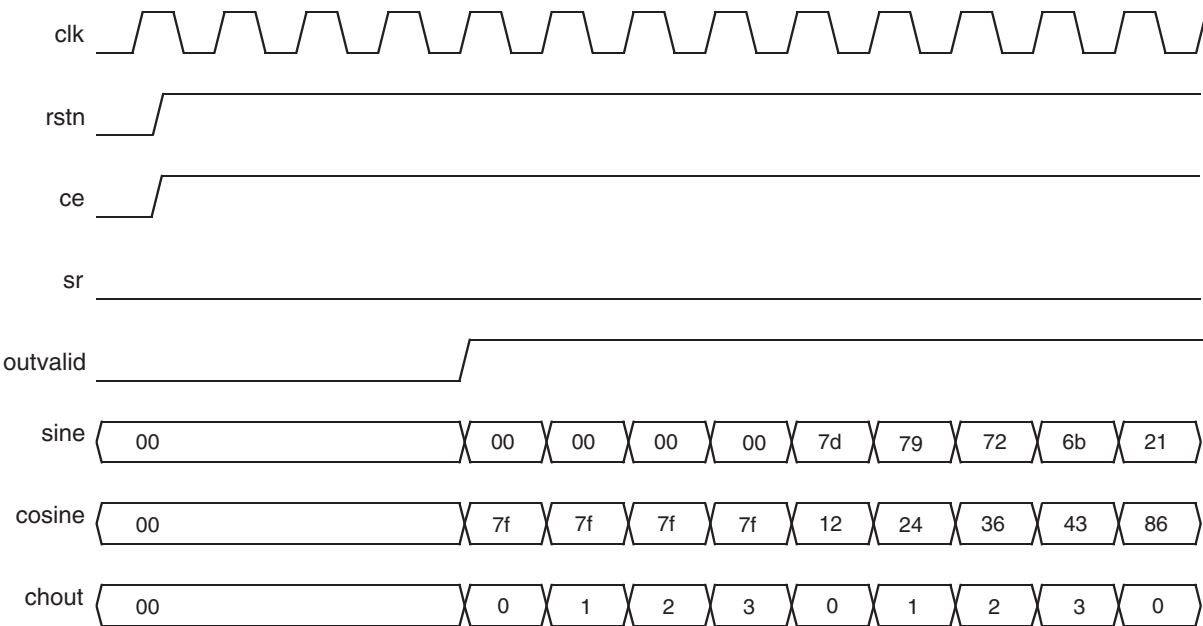 clk
rstn
ce
sr
outvalid
sine 00 00 00 00 00 7d 79 72 6b 21
cosine 00 7f 7f 7f 7f 12 24 36 43 86
chout 00 0 1 2 3 0 1 2 3 0